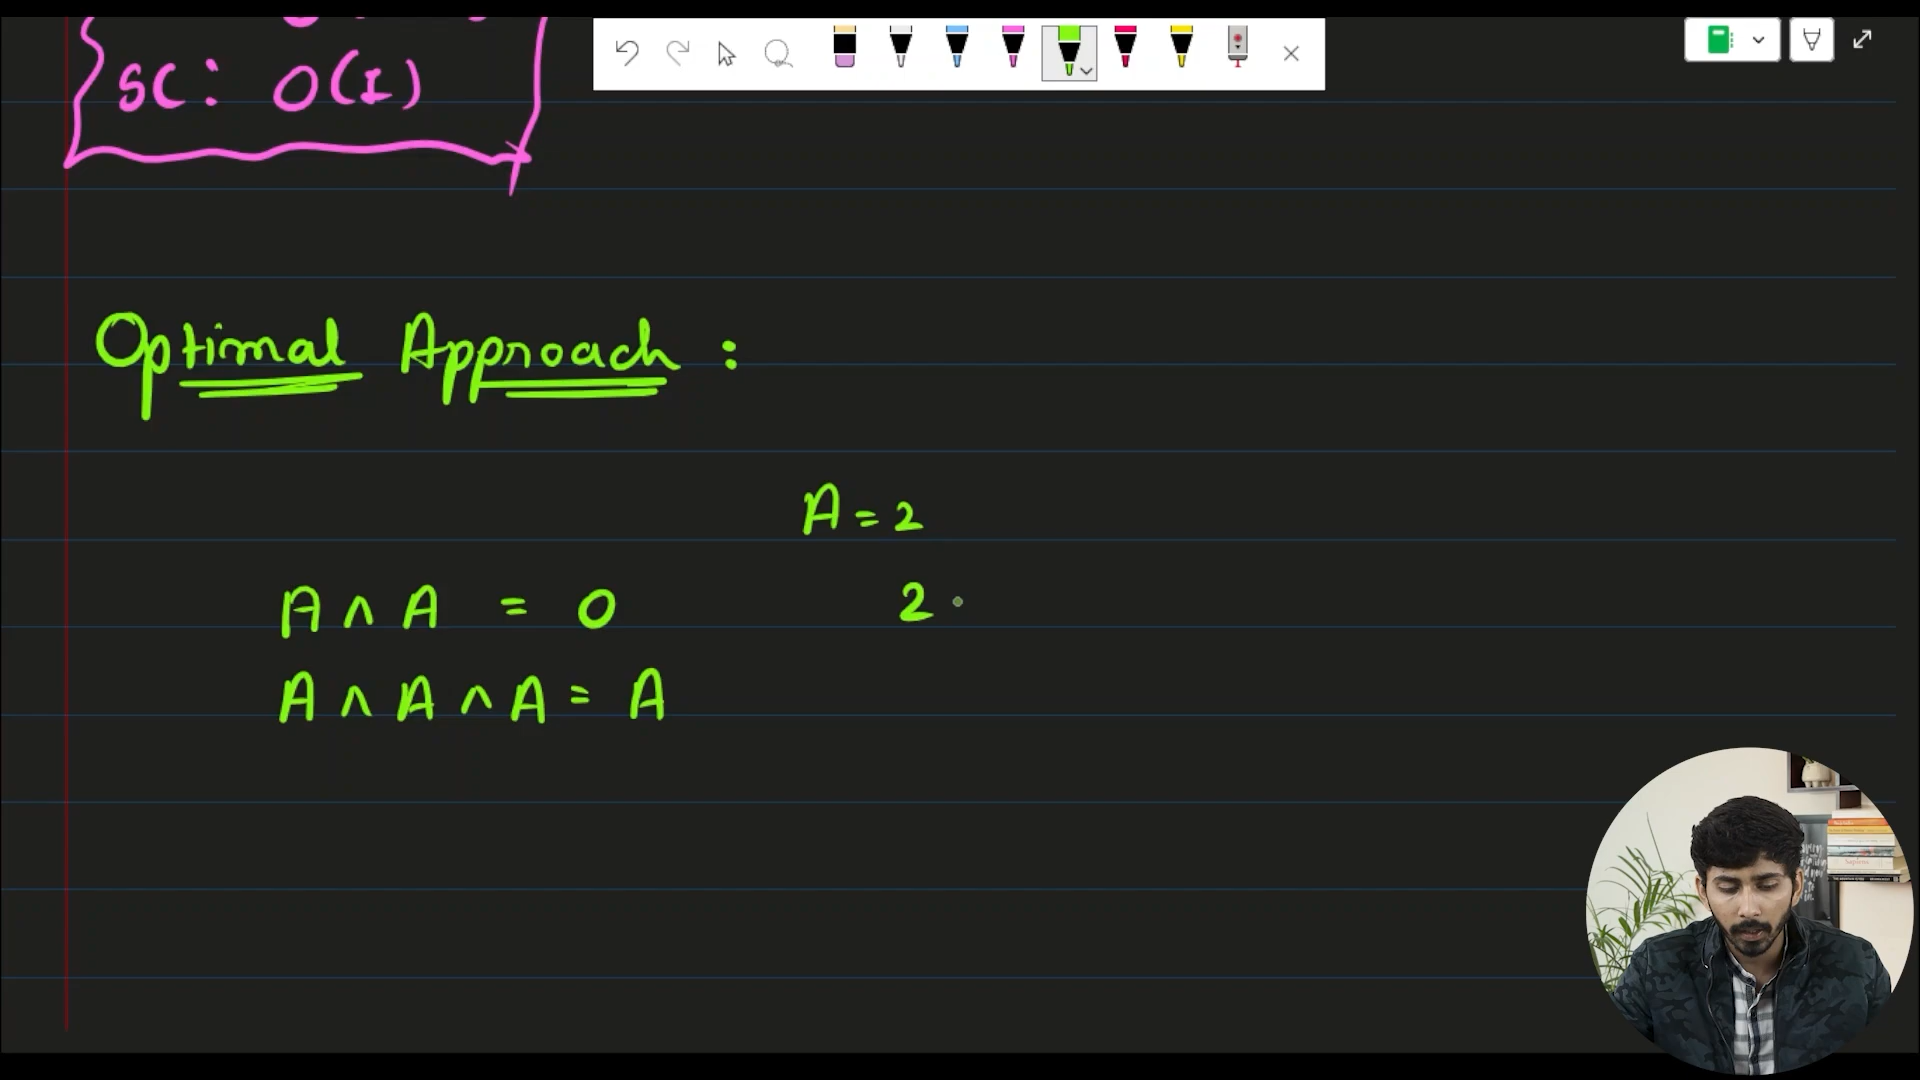 SC: O(1)
Optimal Approach :
A = 2
A ^ A = 0
2
A ^ A ^ A = A